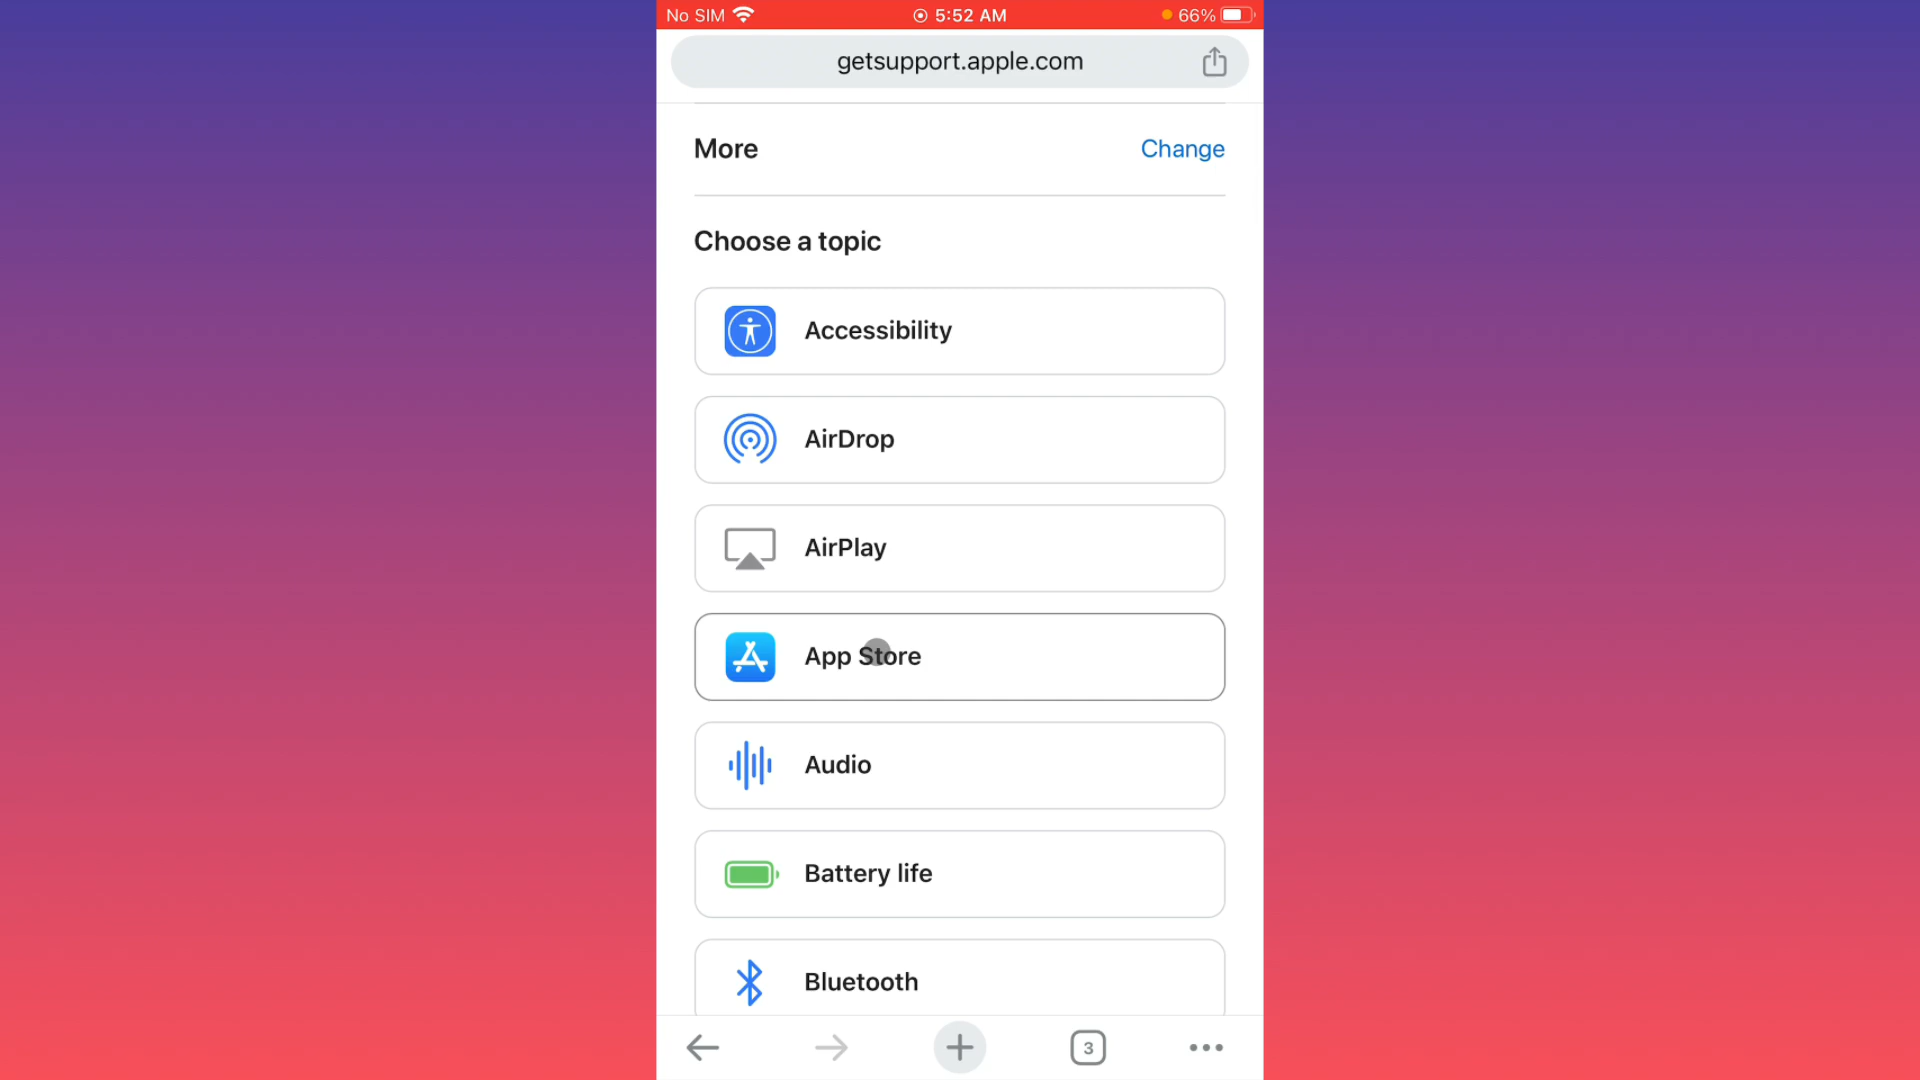 No SIM 5:52 AM 66%
getsupport.apple.com
More Change
Choose a topic
Accessibility
AirDrop
AirPlay
App Store
Audio
Battery life
Bluetooth
3